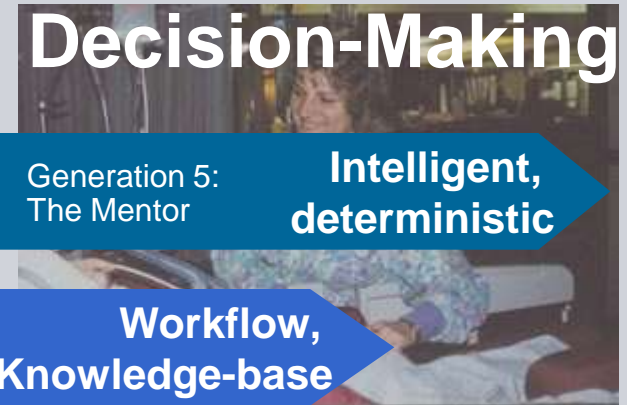 Decision-Making
Generation 5:
The Mentor
Intelligent,
deterministic
Workflow,
Knowledge-base